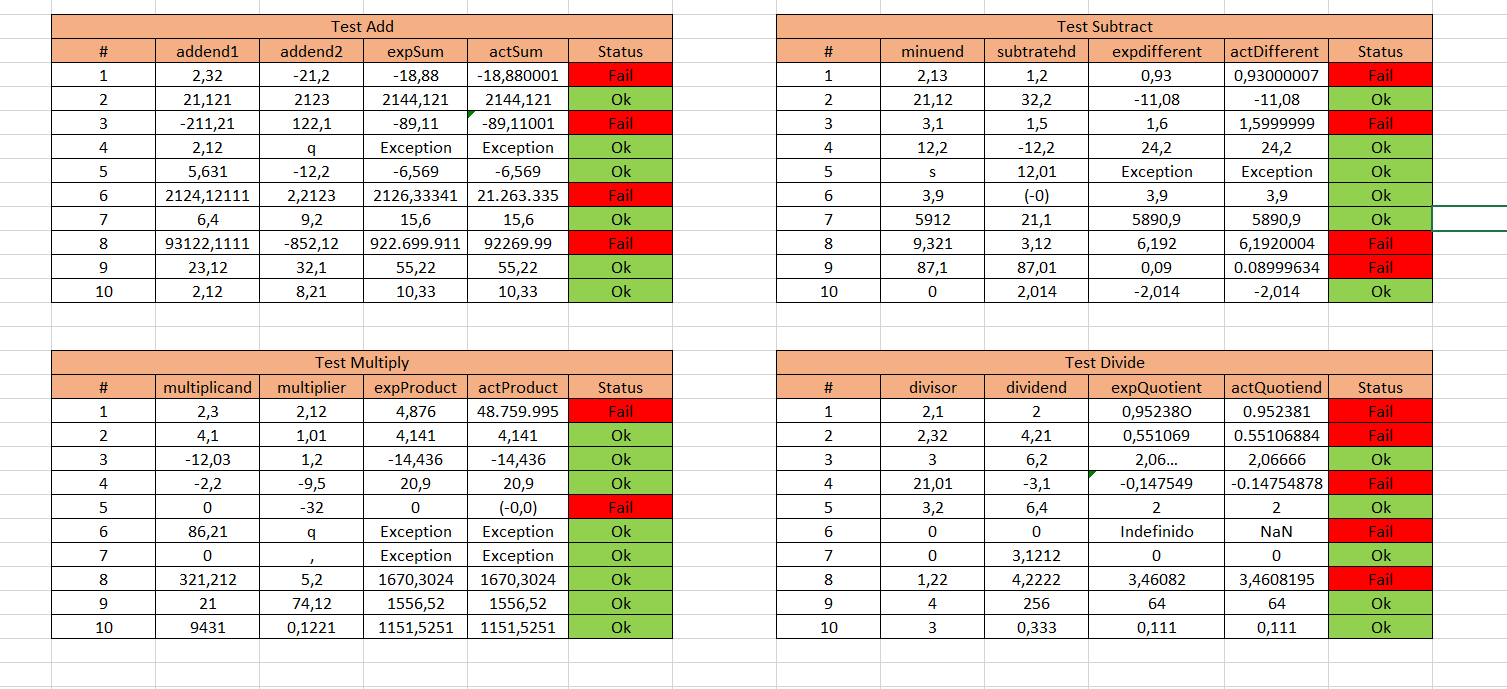 Test Add
# addend1 addend2 expSum actSum Status
1 2,32 -21,2 -18,88 -18,880001 Fail
2 21,121 2123 2144,121 2144,121 Ok
3 -211,21 122,1 -89,11 -89,11001 Fail
4 2,12 q Exception Exception Ok
5 5,631 -12,2 -6,569 -6,569 Ok
6 2124,12111 2,2123 2126,33341 21.263.335 Fail
7 6,4 9,2 15,6 15,6 Ok
8 93122,1111 -852,12 922.699.911 92269.99 Fail
9 23,12 32,1 55,22 55,22 Ok
10 2,12 8,21 10,33 10,33 Ok
Test Subtract
# minuend subtratehd expdifferent actDifferent Status
1 2,13 1,2 0,93 0,93000007 Fail
2 21,12 32,2 -11,08 -11,08 Ok
3 3,1 1,5 1,6 1,5999999 Fail
4 12,2 -12,2 24,2 24,2 Ok
5 s 12,01 Exception Exception Ok
6 3,9 (-0) 3,9 3,9 Ok
7 5912 21,1 5890,9 5890,9 Ok
8 9,321 3,12 6,192 6,1920004 Fail
9 87,1 87,01 0,09 0.08999634 Fail
10 0 2,014 -2,014 -2,014 Ok
Test Multiply
# multiplicand multiplier expProduct actProduct Status
1 2,3 2,12 4,876 48.759.995 Fail
2 4,1 1,01 4,141 4,141 Ok
3 -12,03 1,2 -14,436 -14,436 Ok
4 -2,2 -9,5 20,9 20,9 Ok
5 0 -32 0 (-0,0) Fail
6 86,21 q Exception Exception Ok
7 0 , Exception Exception Ok
8 321,212 5,2 1670,3024 1670,3024 Ok
9 21 74,12 1556,52 1556,52 Ok
10 9431 0,1221 1151,5251 1151,5251 Ok
Test Divide
# divisor dividend expQuotient actQuotiend Status
1 2,1 2 0,95238O 0.952381 Fail
2 2,32 4,21 0,551069 0.55106884 Fail
3 3 6,2 2,06... 2,06666 Ok
4 21,01 -3,1 -0,147549 -0.14754878 Fail
5 3,2 6,4 2 2 Ok
6 0 0 Indefinido NaN Fail
7 0 3,1212 0 0 Ok
8 1,22 4,2222 3,46082 3,4608195 Fail
9 4 256 64 64 Ok
10 3 0,333 0,111 0,111 Ok